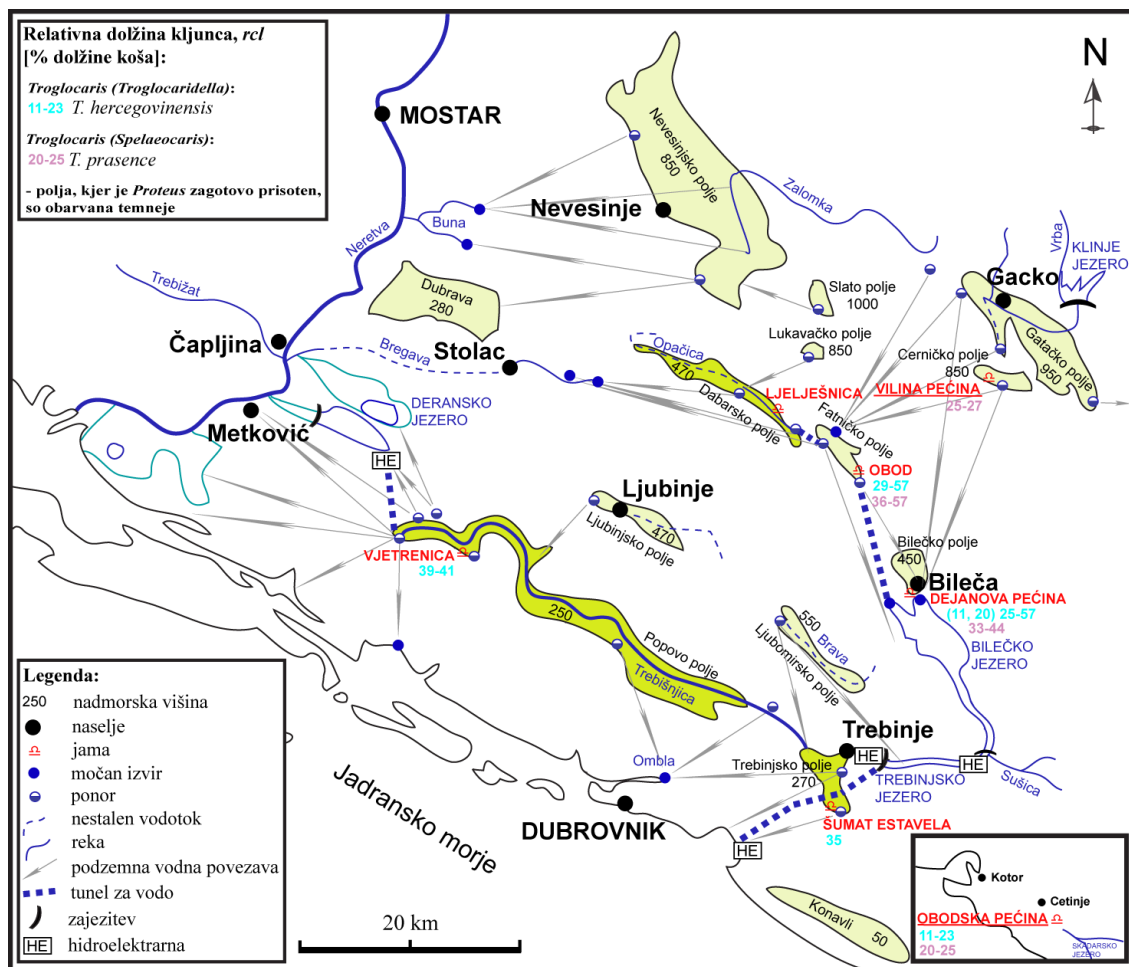 Relativna dolžina kljunca, rcl
[% dolžine koša]:
Troglocaris (Troglocaridella):
11-23 T. hercegovinensis
Troglocaris (Spelaeocaris):
20-25 T. prasence
- polja, kjer je Proteus zagotovo prisoten,
so obarvana temneje
N
MOSTAR
Nevesinjsko polje
850
Zalomka
Nevesinje
Buna
Neretva
Vrba
KLINJE
JEZERO
Gacko
Trebižat
Dubrava
280
Slato polje
1000
Čapljina
Bregava
Stolac
Opačica
470
Lukavačko polje
850
Cerničko polje
850
Gatačko polje
950
Dabarsko polje
LJELJEŠNICA
VILINA PEĆINA
25-27
DERANSKO
JEZERO
Metković
Fatničko polje
OBOD
29-57
36-57
HE
Ljubinje
470
Ljubinjsko polje
Bilečko polje
450
Bileča
VJETRENICA
39-41
DEJANOVA PEĆINA
(11, 20) 25-57
33-44
BILEĆKO
JEZERO
250
Popovo polje
Trebišnjica
550
Brava
Ljubomirsko polje
Trebinje
HE
HE
Ombla
Trebinjsko polje
270
TREBINJSKO
JEZERO
Sušica
DUBROVNIK
ŠUMAT ESTAVELA
35
HE
Jadransko morje
Konavli
50
20 km
Legenda:
250 nadmorska višina
naselje
jama
močan izvir
ponor
nestalen vodotok
reka
podzemna vodna povezava
tunel za vodo
zajezitev
HE hidroelektrarna
Kotor
Cetinje
OBODSKA PEĆINA
11-23
20-25
SKADARSKO
JEZERO